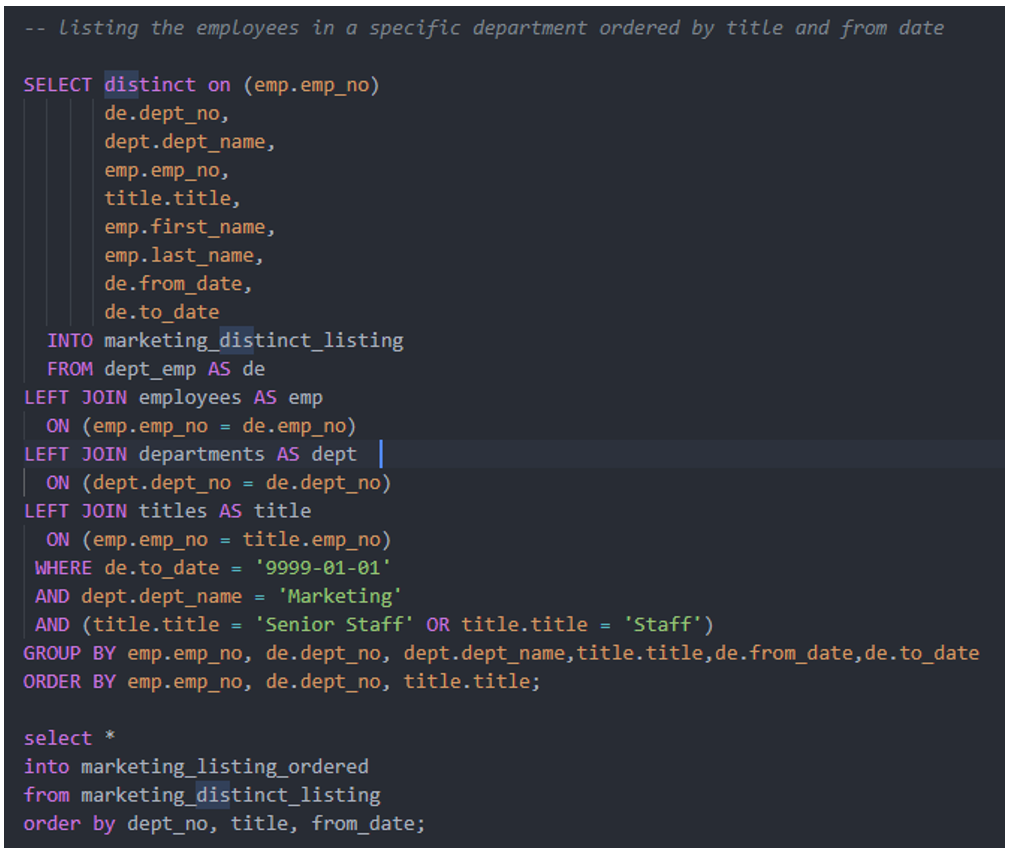 -- listing the employees in a specific department ordered by title and from date
SELECT distinct on (emp.emp_no)
de.dept_no,
dept.dept_name,
emp.emp_no,
title.title,
emp.first_name,
emp.last_name,
de.from_date,
de.to_date
INTO marketing_distinct_listing
FROM dept_emp AS de
LEFT JOIN employees AS emp
ON (emp.emp_no = de.emp_no)
LEFT JOIN departments AS dept
ON (dept.dept_no = de.dept_no)
LEFT JOIN titles AS title
ON (emp.emp_no = title.emp_no)
WHERE de.to_date = '9999-01-01'
AND dept.dept_name = 'Marketing'
AND (title.title = 'Senior Staff' OR title.title = 'Staff')
GROUP BY emp.emp_no, de.dept_no, dept.dept_name,title.title,de.from_date,de.to_date
ORDER BY emp.emp_no, de.dept_no, title.title;
select *
into marketing_listing_ordered
from marketing_distinct_listing
order by dept_no, title, from_date;